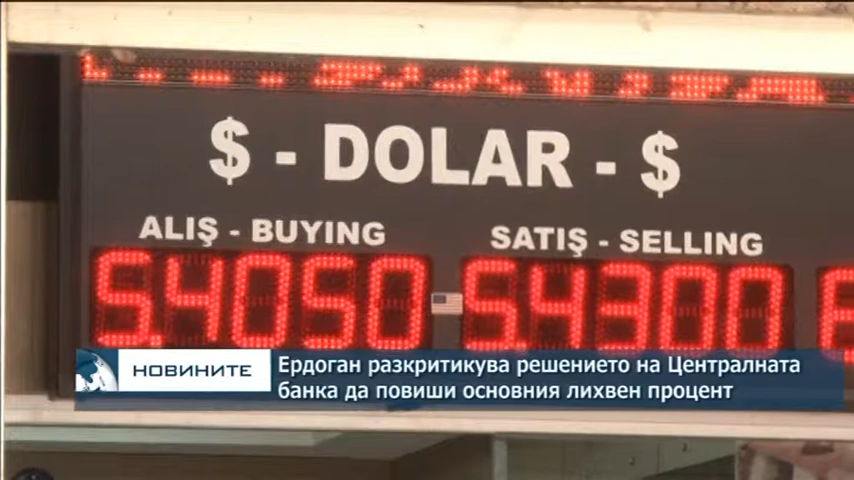 $ - DOLAR - $
ALIŞ - BUYING
SATIŞ - SELLING
5.4050
5.4300
НОВИНИТЕ
Ердоган разкритикува решението на Централната
банка да повиши основния лихвен процент